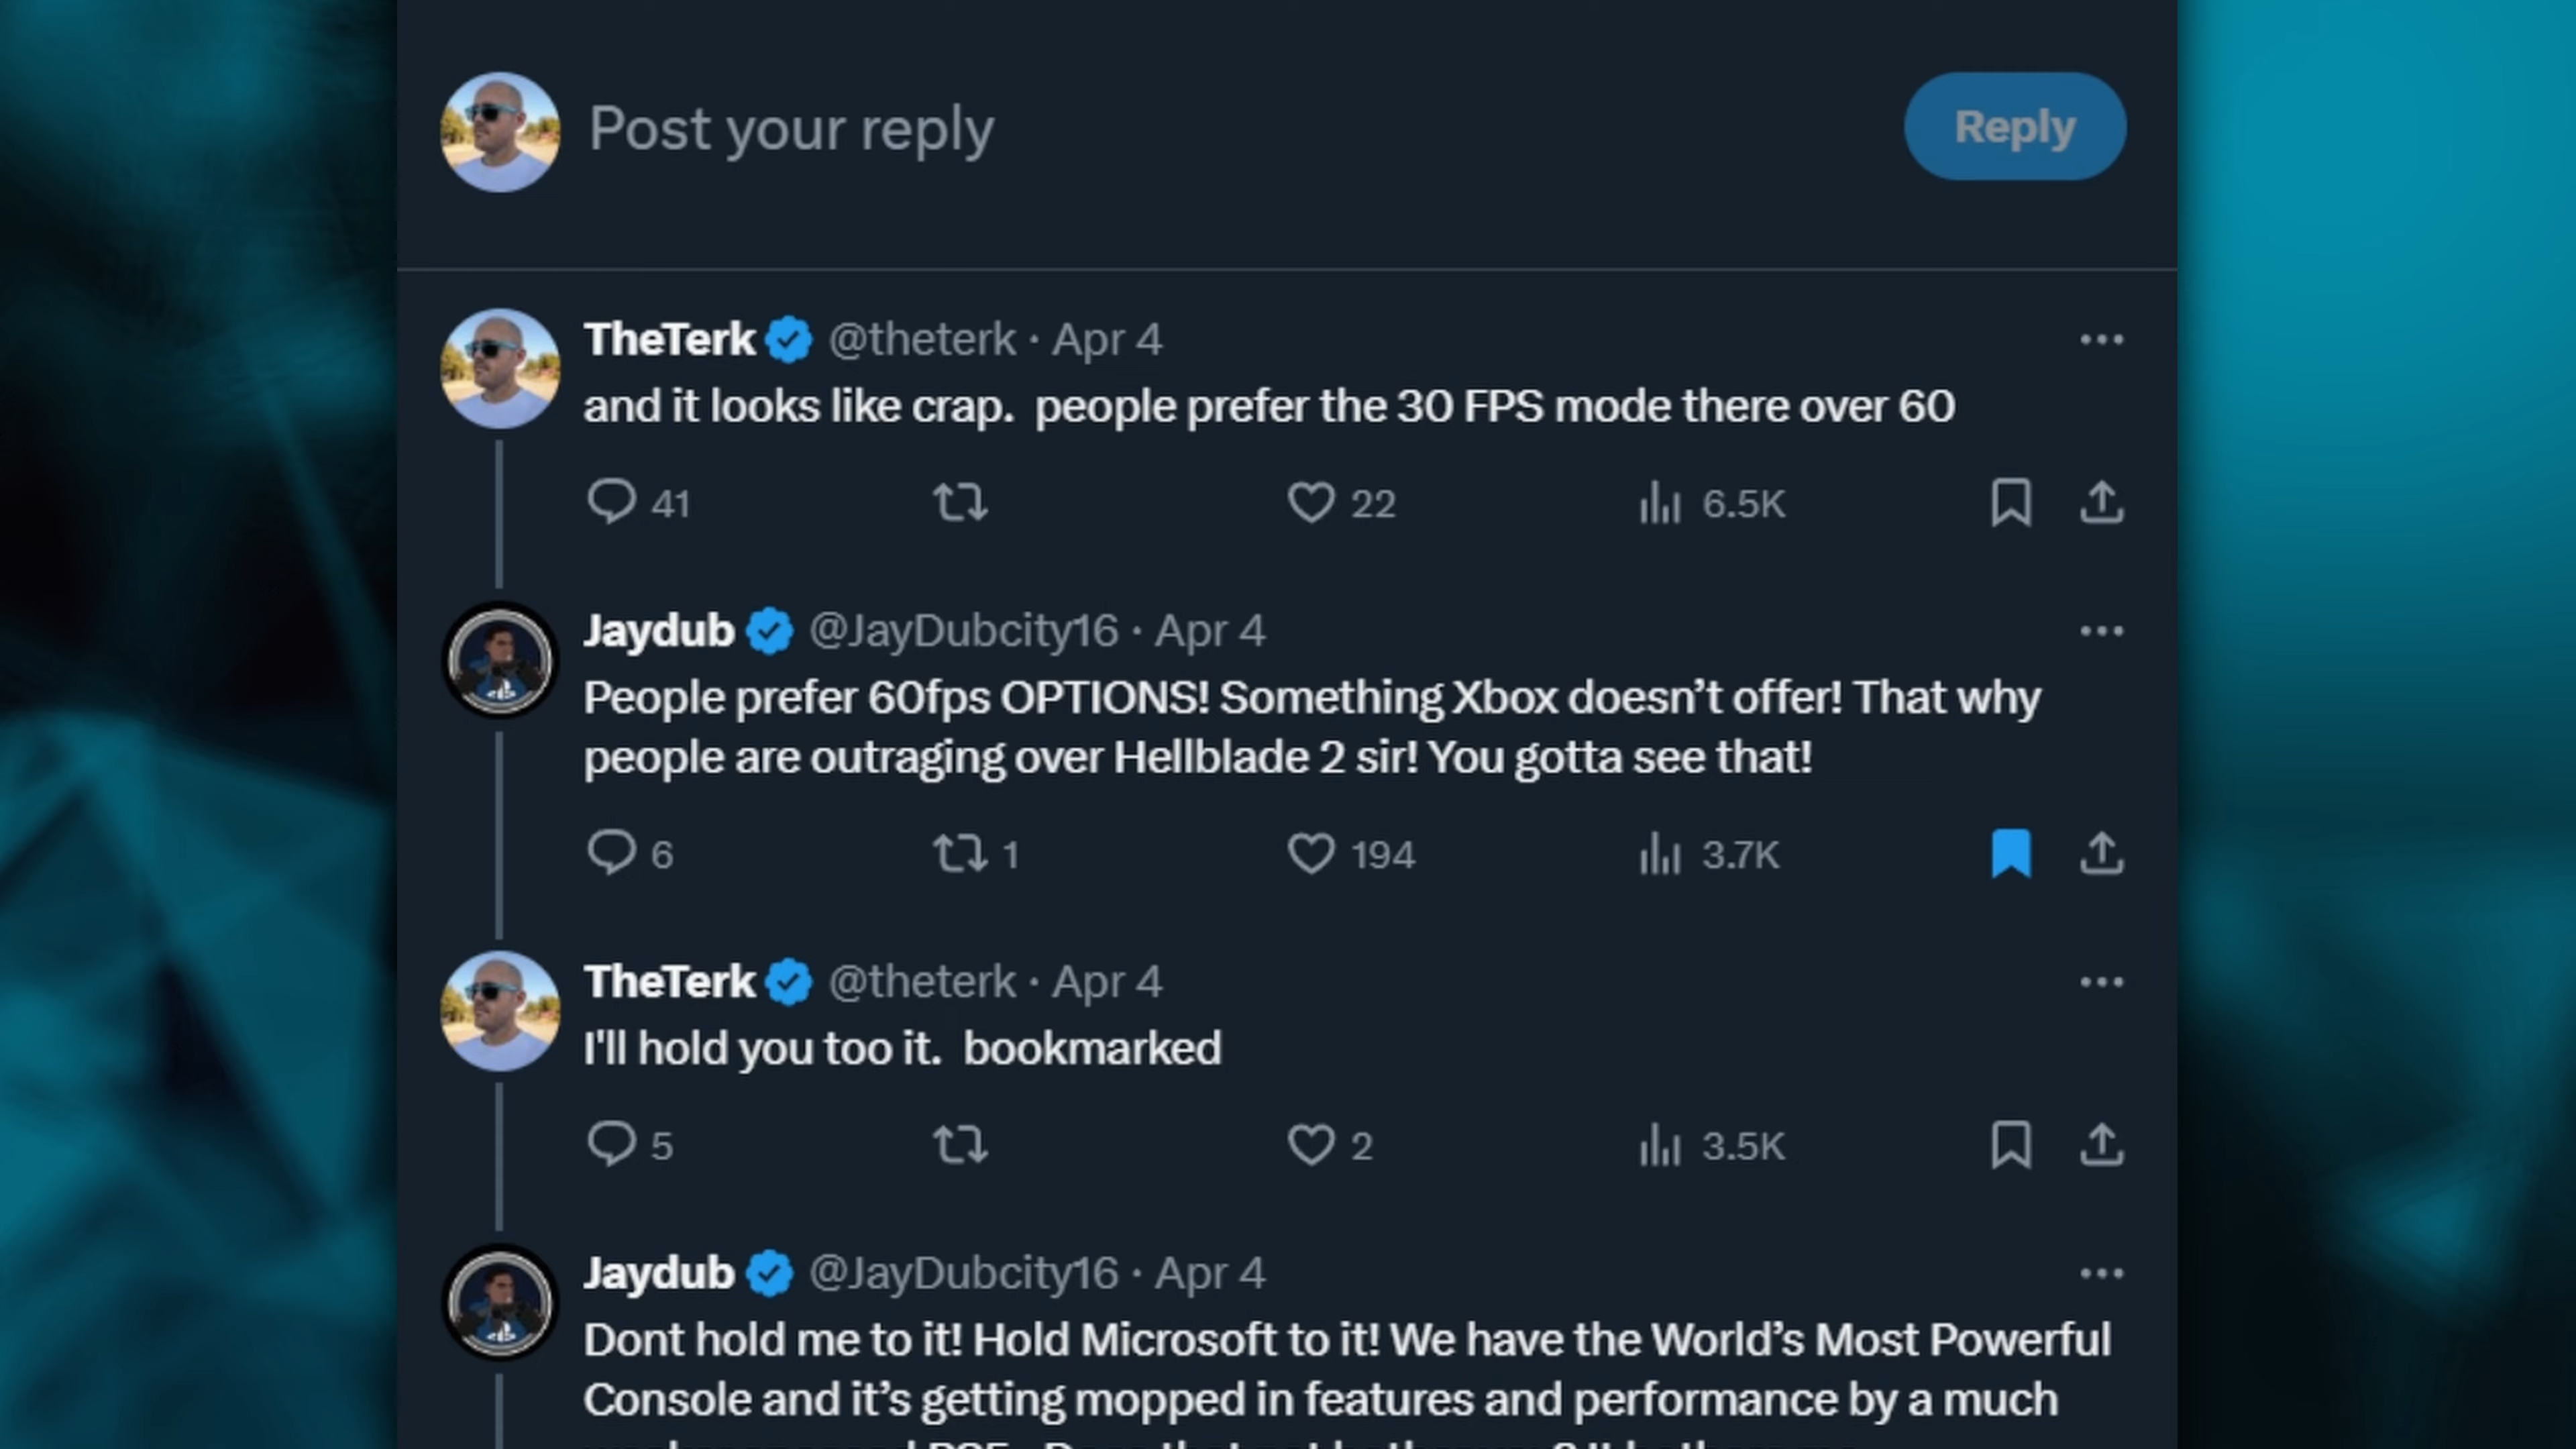 Post your reply
Reply
TheTerk @theterk · Apr 4
and it looks like crap.  people prefer the 30 FPS mode there over 60
41 22 6.5K
Jaydub @JayDubcity16 · Apr 4
People prefer 60fps OPTIONS! Something Xbox doesn’t offer! That why
people are outraging over Hellblade 2 sir! You gotta see that!
6 1 194 3.7K
TheTerk @theterk · Apr 4
I'll hold you too it.  bookmarked
5 2 3.5K
Jaydub @JayDubcity16 · Apr 4
Dont hold me to it! Hold Microsoft to it! We have the World’s Most Powerful
Console and it’s getting mopped in features and performance by a much